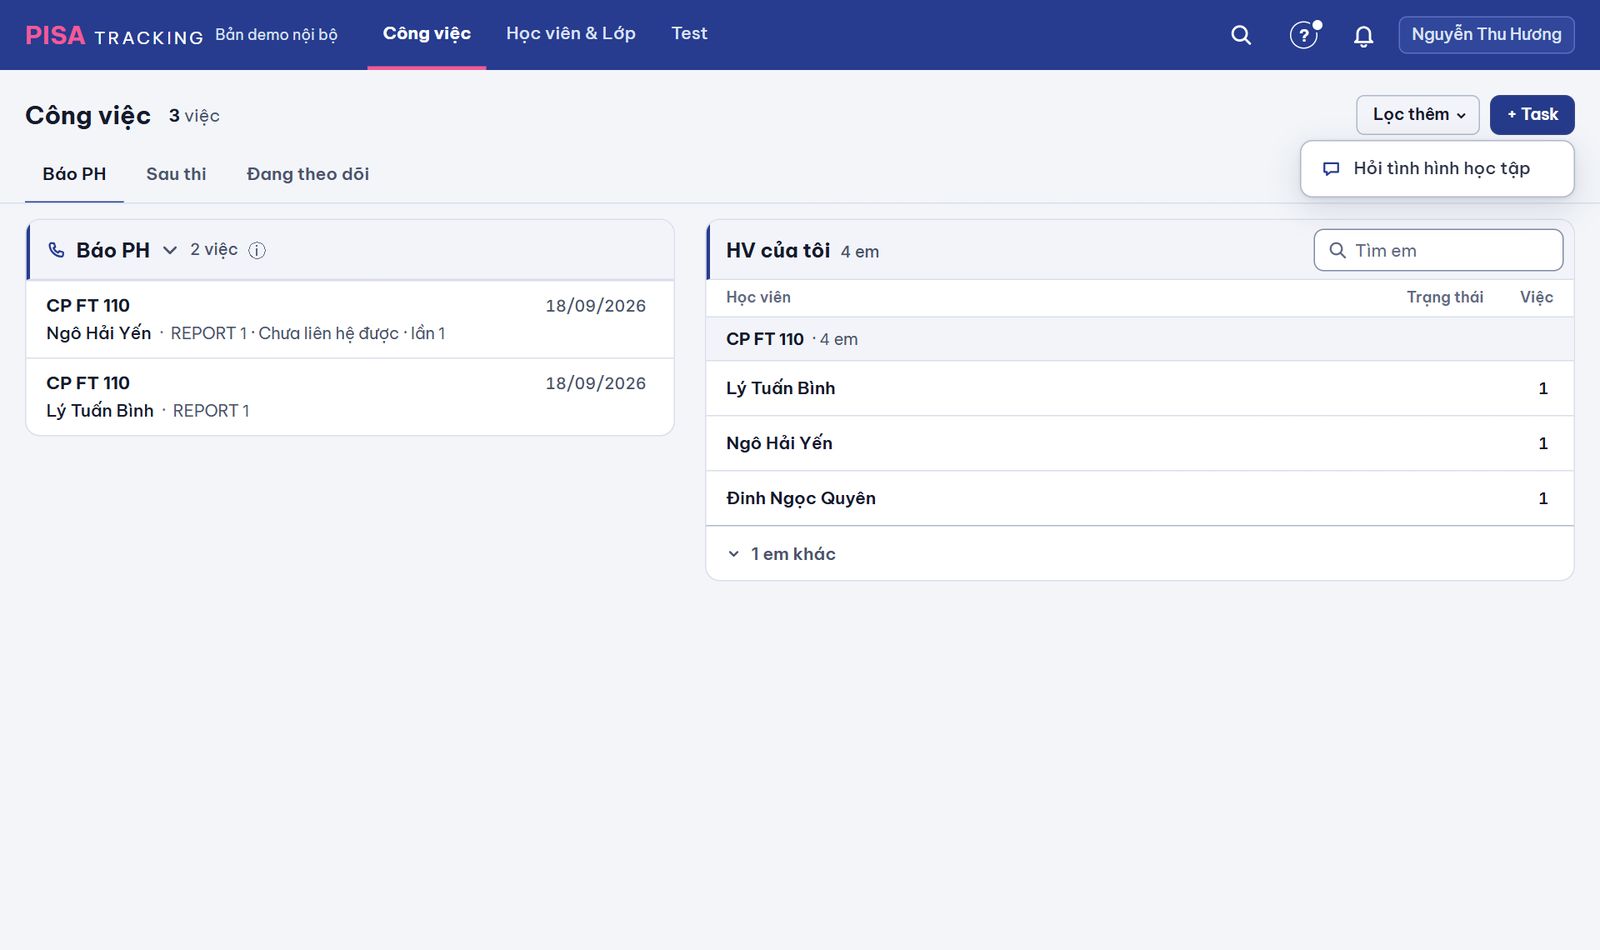 PISA TRACKING Bản demo nội bộ Công việc Học viên & Lớp Test ? Nguyễn Thu Hương
Công việc 3 việc Lọc thêm + Task
Hỏi tình hình học tập
Báo PH Sau thi Đang theo dõi
Báo PH 2 việc i
CP FT 110 18/09/2026
Ngô Hải Yến · REPORT 1 · Chưa liên hệ được · lần 1
CP FT 110 18/09/2026
Lý Tuấn Bình · REPORT 1
HV của tôi 4 em Tìm em
Học viên Trạng thái Việc
CP FT 110 · 4 em
Lý Tuấn Bình 1
Ngô Hải Yến 1
Đinh Ngọc Quyên 1
1 em khác